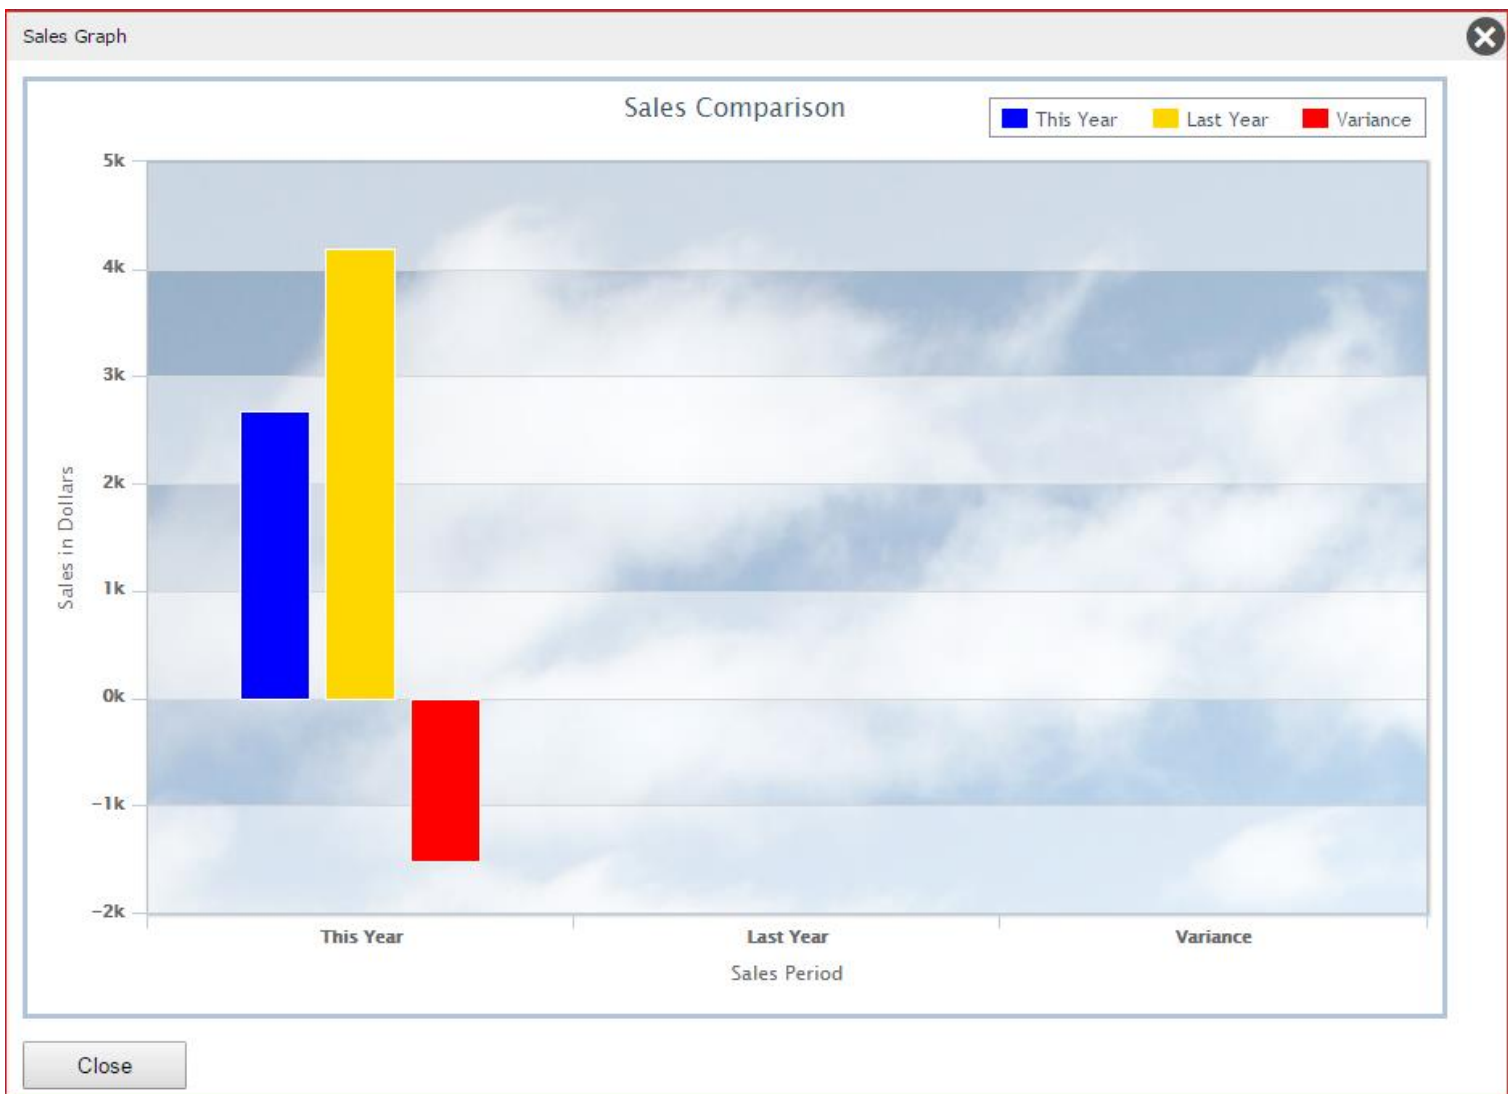 Sales Graph
Sales Comparison
This Year
Last Year
Variance
5k
4k
3k
2k
1k
0k
−1k
−2k
Sales in Dollars
This Year
Last Year
Variance
Sales Period
Close